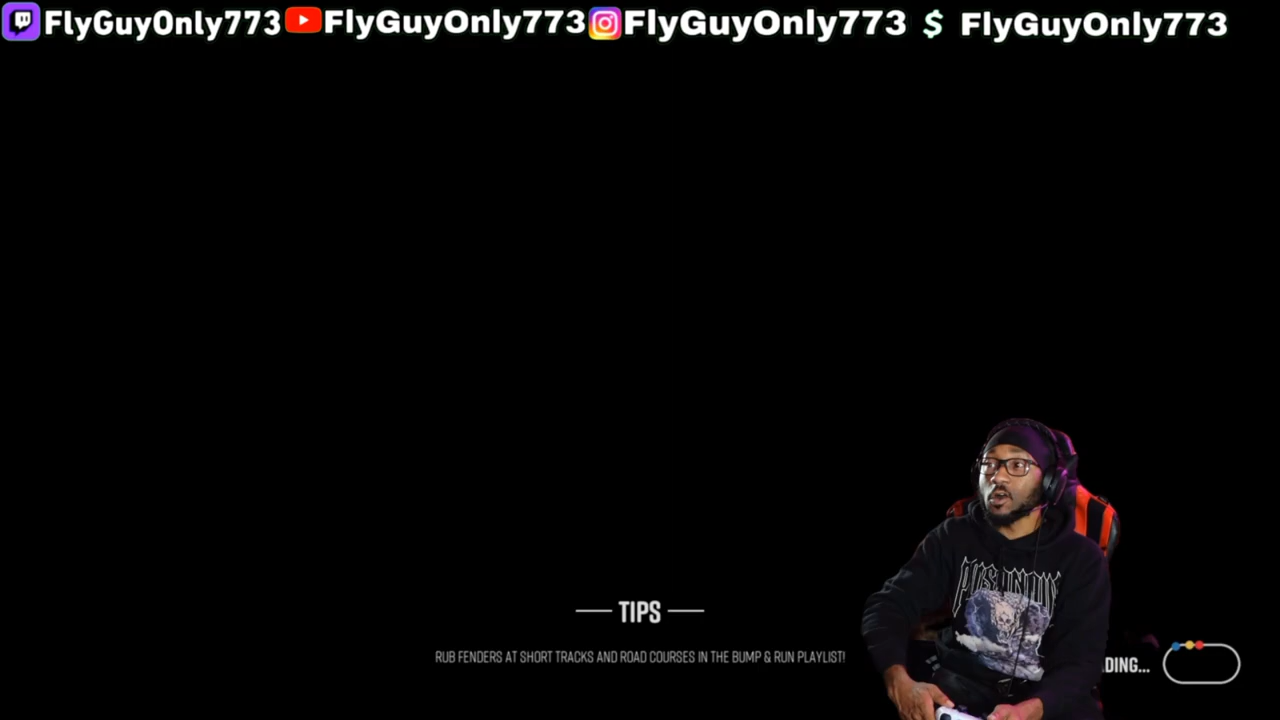 FlyGuyOnly773 FlyGuyOnly773 FlyGuyOnly773 $ FlyGuyOnly773
TIPS
RUB FENDERS AT SHORT TRACKS AND ROAD COURSES IN THE BUMP & RUN PLAYLIST!
DING...